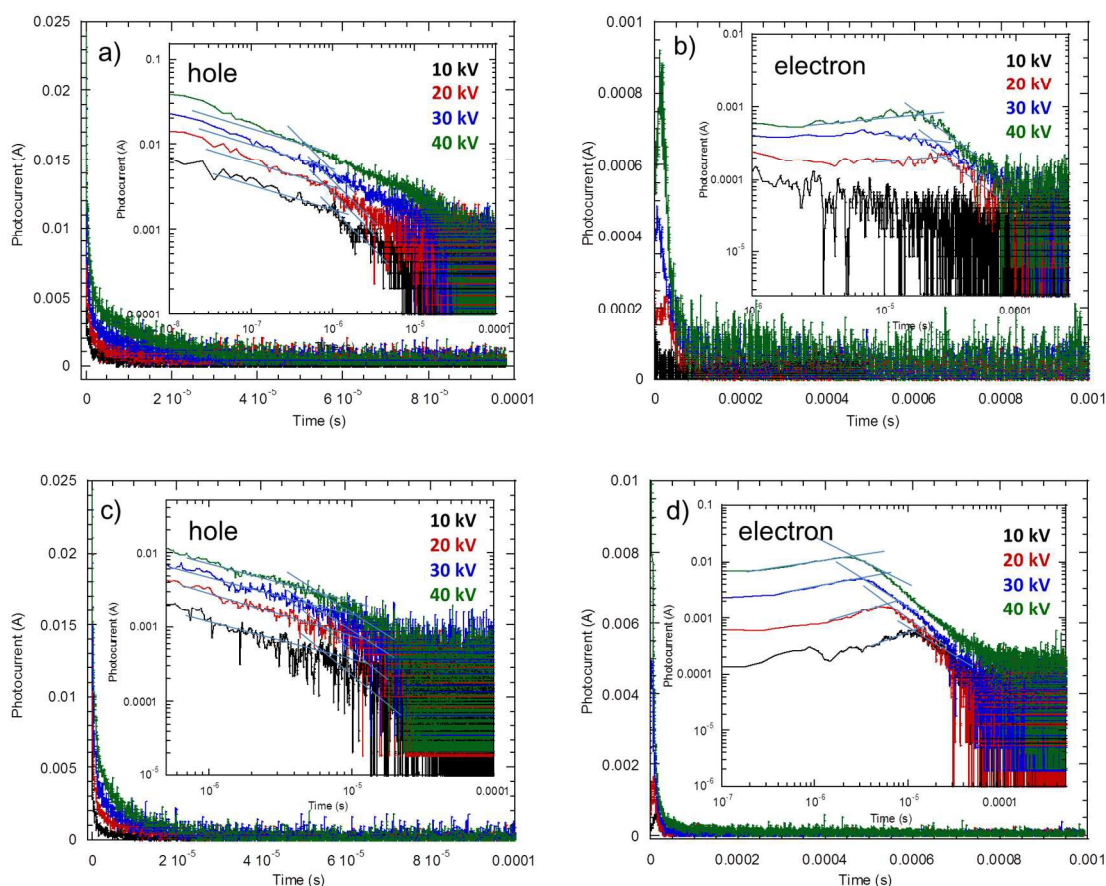 a)
hole
10 kV
20 kV
30 kV
40 kV
Photocurrent (A)
0.025
0.02
0.015
0.01
0.005
0
Photocurrent (A)
0.1
0.01
0.001
0.0001
10⁻⁸
10⁻⁷
10⁻⁶
10⁻⁵
0.0001
Time (s)
0
2 10⁻⁵
4 10⁻⁵
6 10⁻⁵
8 10⁻⁵
0.0001
Time (s)
b)
electron
10 kV
20 kV
30 kV
40 kV
Photocurrent (A)
0.001
0.0008
0.0006
0.0004
0.0002
0
Photocurrent (A)
0.01
0.001
0.0001
10⁻⁵
10⁻⁶
10⁻⁵
0.0001
Time (s)
0
0.0002
0.0004
0.0006
0.0008
0.001
Time (s)
c)
hole
10 kV
20 kV
30 kV
40 kV
Photocurrent (A)
0.025
0.02
0.015
0.01
0.005
0
Photocurrent (A)
0.01
0.001
0.0001
10⁻⁵
10⁻⁶
10⁻⁵
0.0001
Time (s)
0
2 10⁻⁵
4 10⁻⁵
6 10⁻⁵
8 10⁻⁵
0.0001
Time (s)
d)
electron
10 kV
20 kV
30 kV
40 kV
Photocurrent (A)
0.01
0.008
0.006
0.004
0.002
0
Photocurrent (A)
0.1
0.01
0.001
0.0001
10⁻⁵
10⁻⁶
10⁻⁷
10⁻⁶
10⁻⁵
0.0001
Time (s)
0
0.0002
0.0004
0.0006
0.0008
0.001
Time (s)